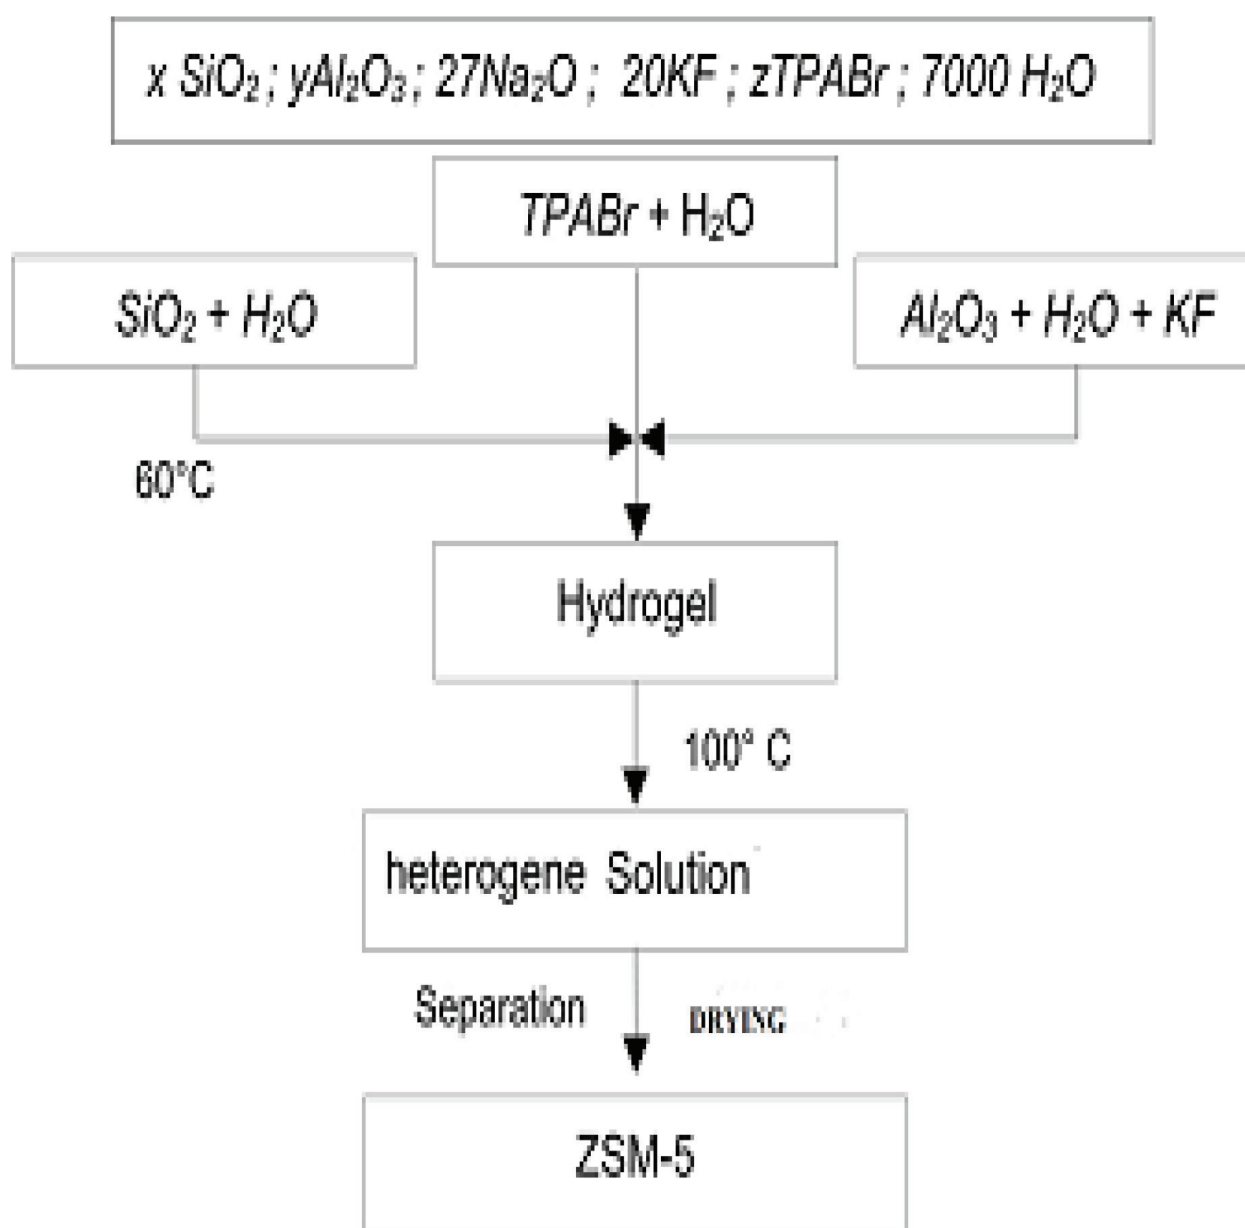 x SiO₂ ; yAl₂O₃ ; 27Na₂O ; 20KF ; zTPABr ; 7000 H₂O
TPABr + H₂O
SiO₂ + H₂O
Al₂O₃ + H₂O + KF
60°C
Hydrogel
100° C
heterogene Solution
Separation
DRYING
ZSM-5